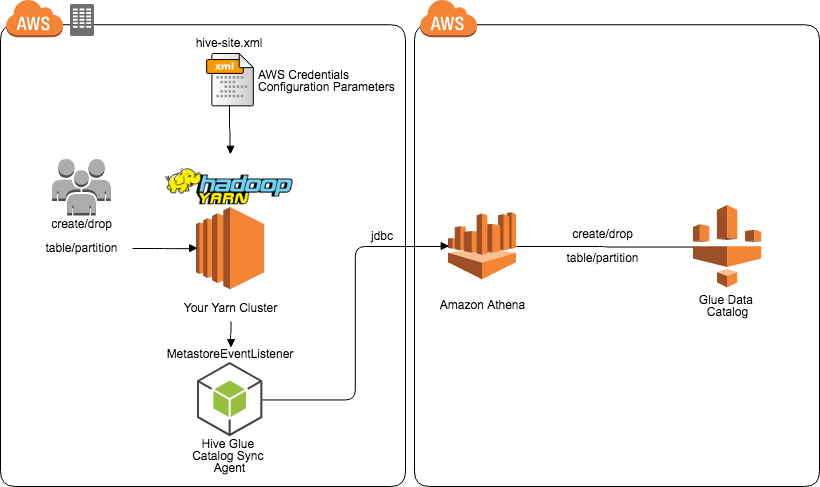 AWS
AWS
hive-site.xml
xml
AWS Credentials
Configuration Parameters
hadoop
YARN
create/drop
table/partition
jdbc
create/drop
table/partition
Your Yarn Cluster
Amazon Athena
Glue Data
Catalog
MetastoreEventListener
Hive Glue
Catalog Sync
Agent